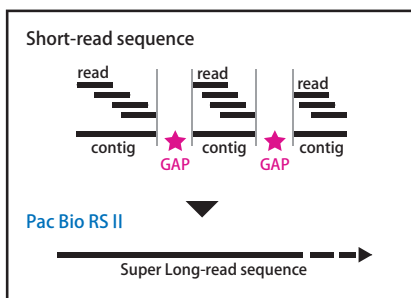 Short-read sequence
read read read
contig contig contig
GAP GAP
Pac Bio RS II
Super Long-read sequence